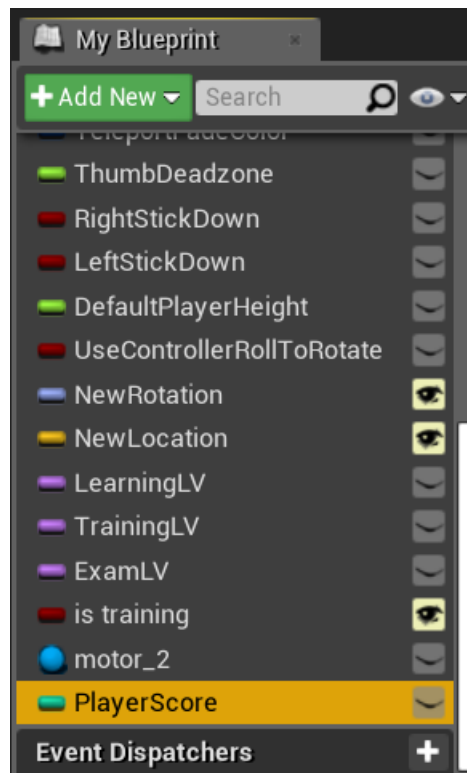 My Blueprint
Add New
Search
TeleportFadeColor
ThumbDeadzone
RightStickDown
LeftStickDown
DefaultPlayerHeight
UseControllerRollToRotate
NewRotation
NewLocation
LearningLV
TrainingLV
ExamLV
is training
motor_2
PlayerScore
Event Dispatchers